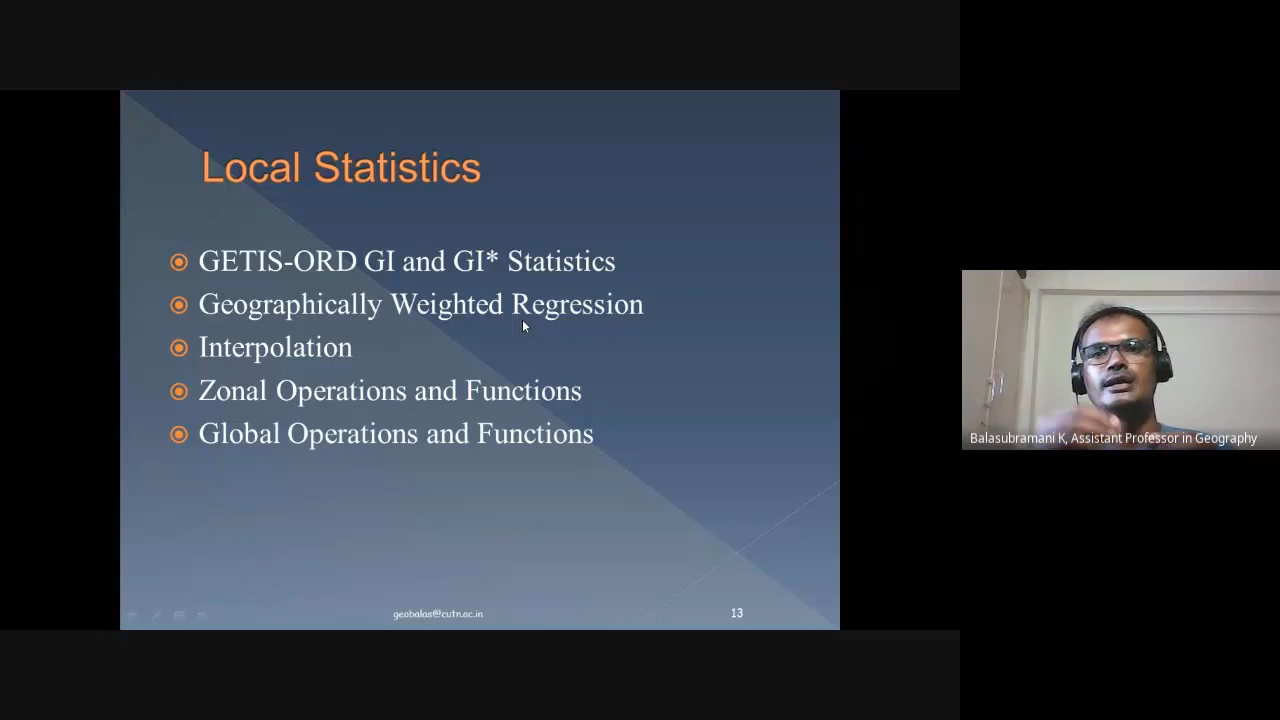 Local Statistics
GETIS-ORD GI and GI* Statistics
Geographically Weighted Regression
Interpolation
Zonal Operations and Functions
Global Operations and Functions
geobalas@cutn.ac.in
13
Balasubramani K, Assistant Professor in Geography